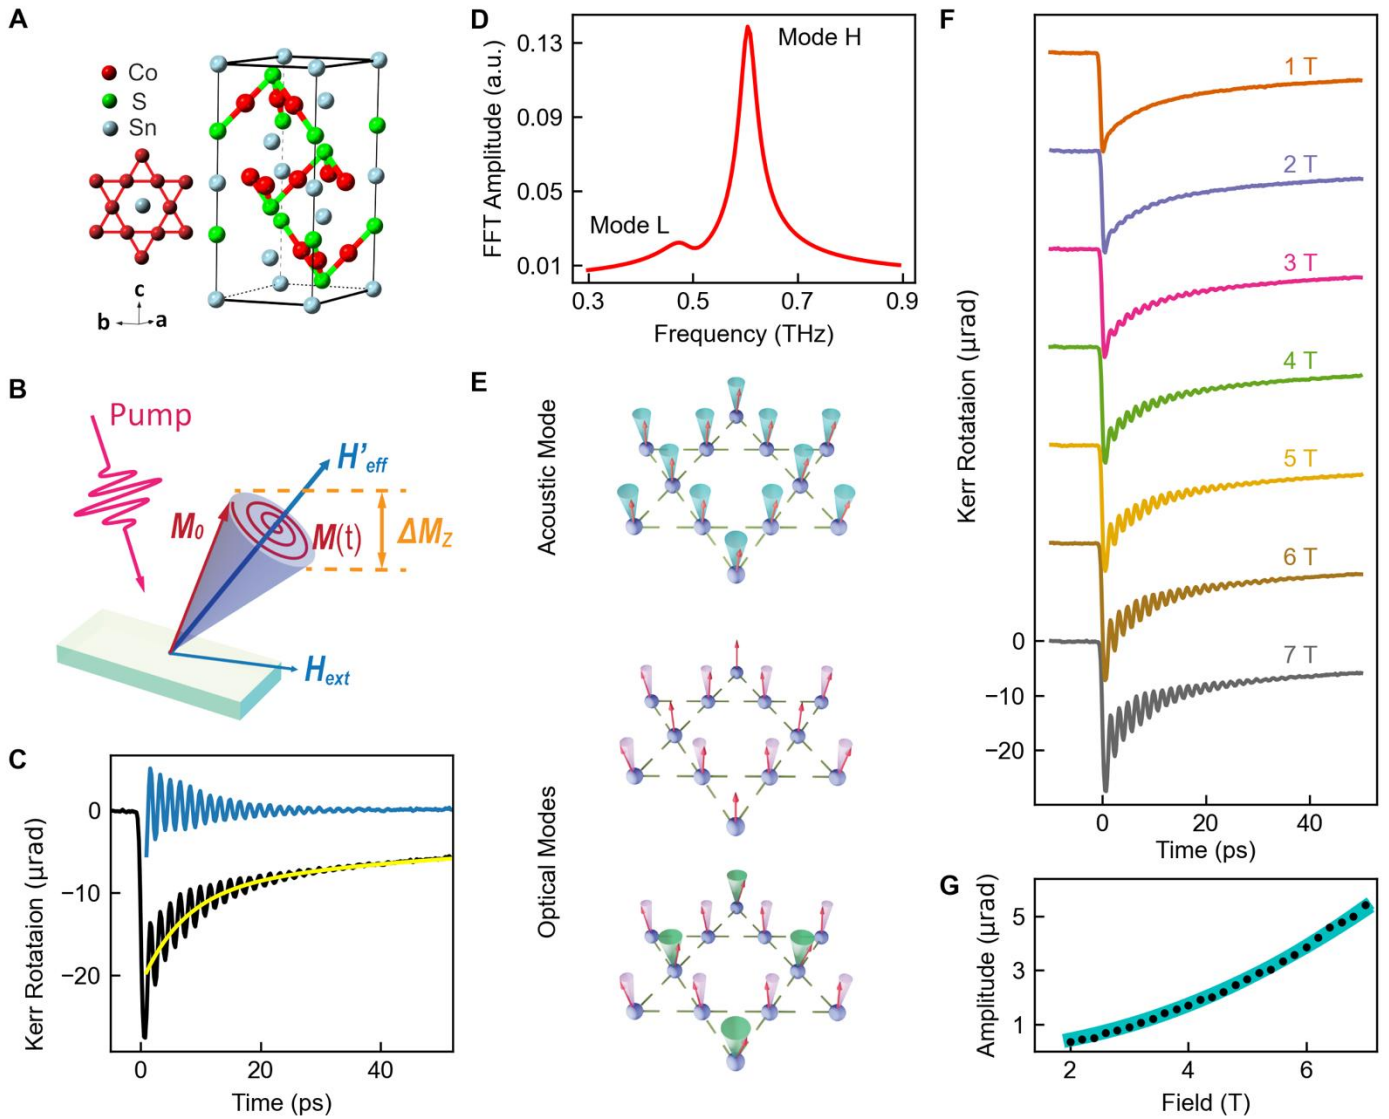 A
Co
S
Sn
c
b
a
B
Pump
H'eff
M0
M(t)
ΔMZ
Hext
C
Kerr Rotataion (μrad)
0
−10
−20
0
20
40
Time (ps)
D
FFT Amplitude (a.u.)
0.13
0.09
0.05
0.01
Mode H
Mode L
0.3
0.5
0.7
0.9
Frequency (THz)
E
Acoustic Mode
Optical Modes
F
Kerr Rotataion (μrad)
1 T
2 T
3 T
4 T
5 T
6 T
7 T
0
−10
−20
0
20
40
Time (ps)
G
Amplitude (μrad)
5
3
1
2
4
6
Field (T)